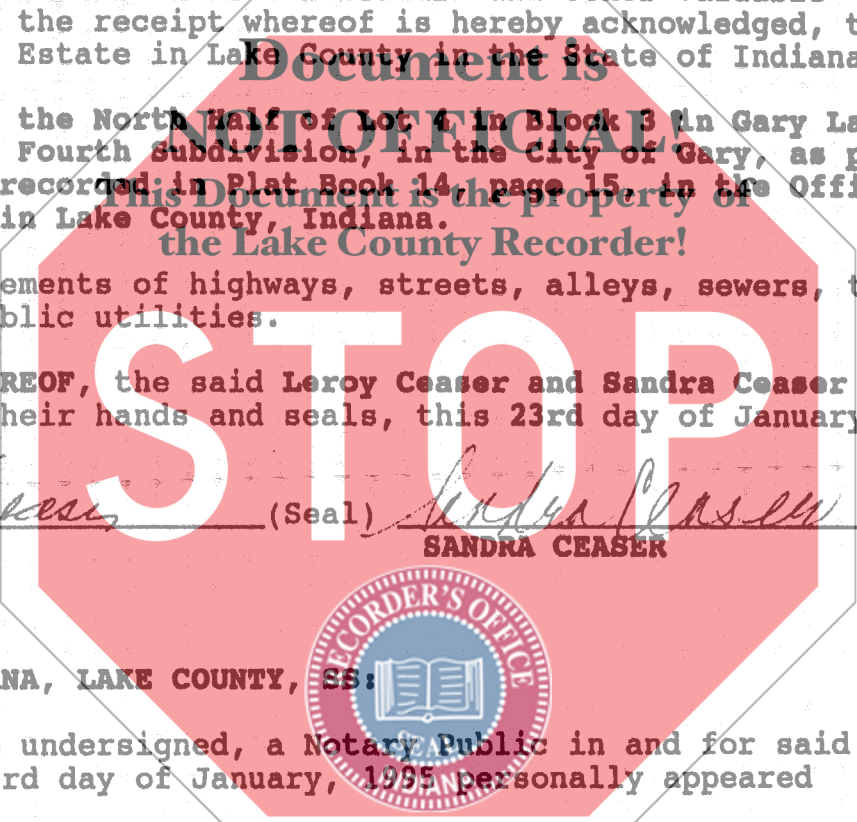 the receipt whereof is hereby acknowledged, t
Estate in Lake County in the State of Indiana
Document is
the North Half of Lot 4 in Block 3 in Gary La
NOT OFFICIAL!
Fourth Subdivision, in the City of Gary, as p
recorded in Plat Book 14, page 15, in the Offi
This Document is the property of
in Lake County, Indiana.
the Lake County Recorder!
ements of highways, streets, alleys, sewers, t
blic utilities.
STOP
REOF, the said Leroy Ceaser and Sandra Ceaser
heir hands and seals, this 23rd day of January
(Seal) Sandra Ceaser
SANDRA CEASER
RECORDER'S OFFICE
NA, LAKE COUNTY, SS:
SEAL
undersigned, a Notary Public in and for said
rd day of January, 1995 personally appeared
INDIANA